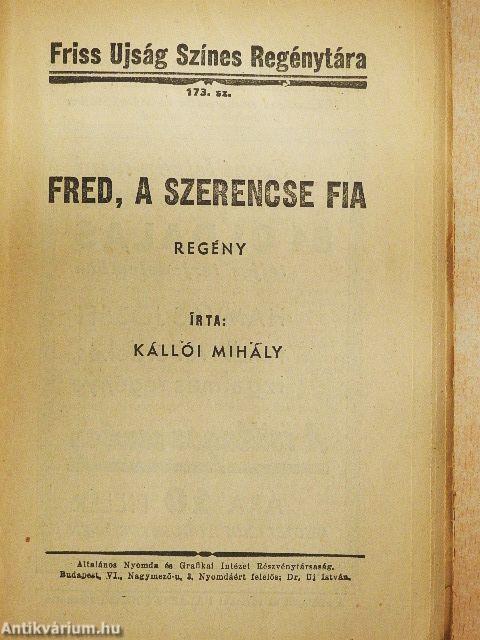 Friss Ujság Színes Regénytára
173. sz.
FRED, A SZERENCSE FIA
REGÉNY
ÍRTA:
KÁLLÓI MIHÁLY
Általános Nyomda és Grafikai Intézet Részvénytársaság.
Budapest, VI., Nagymező-u. 3. Nyomdáért felelős: Dr. Uj István.
Antikvárium.hu